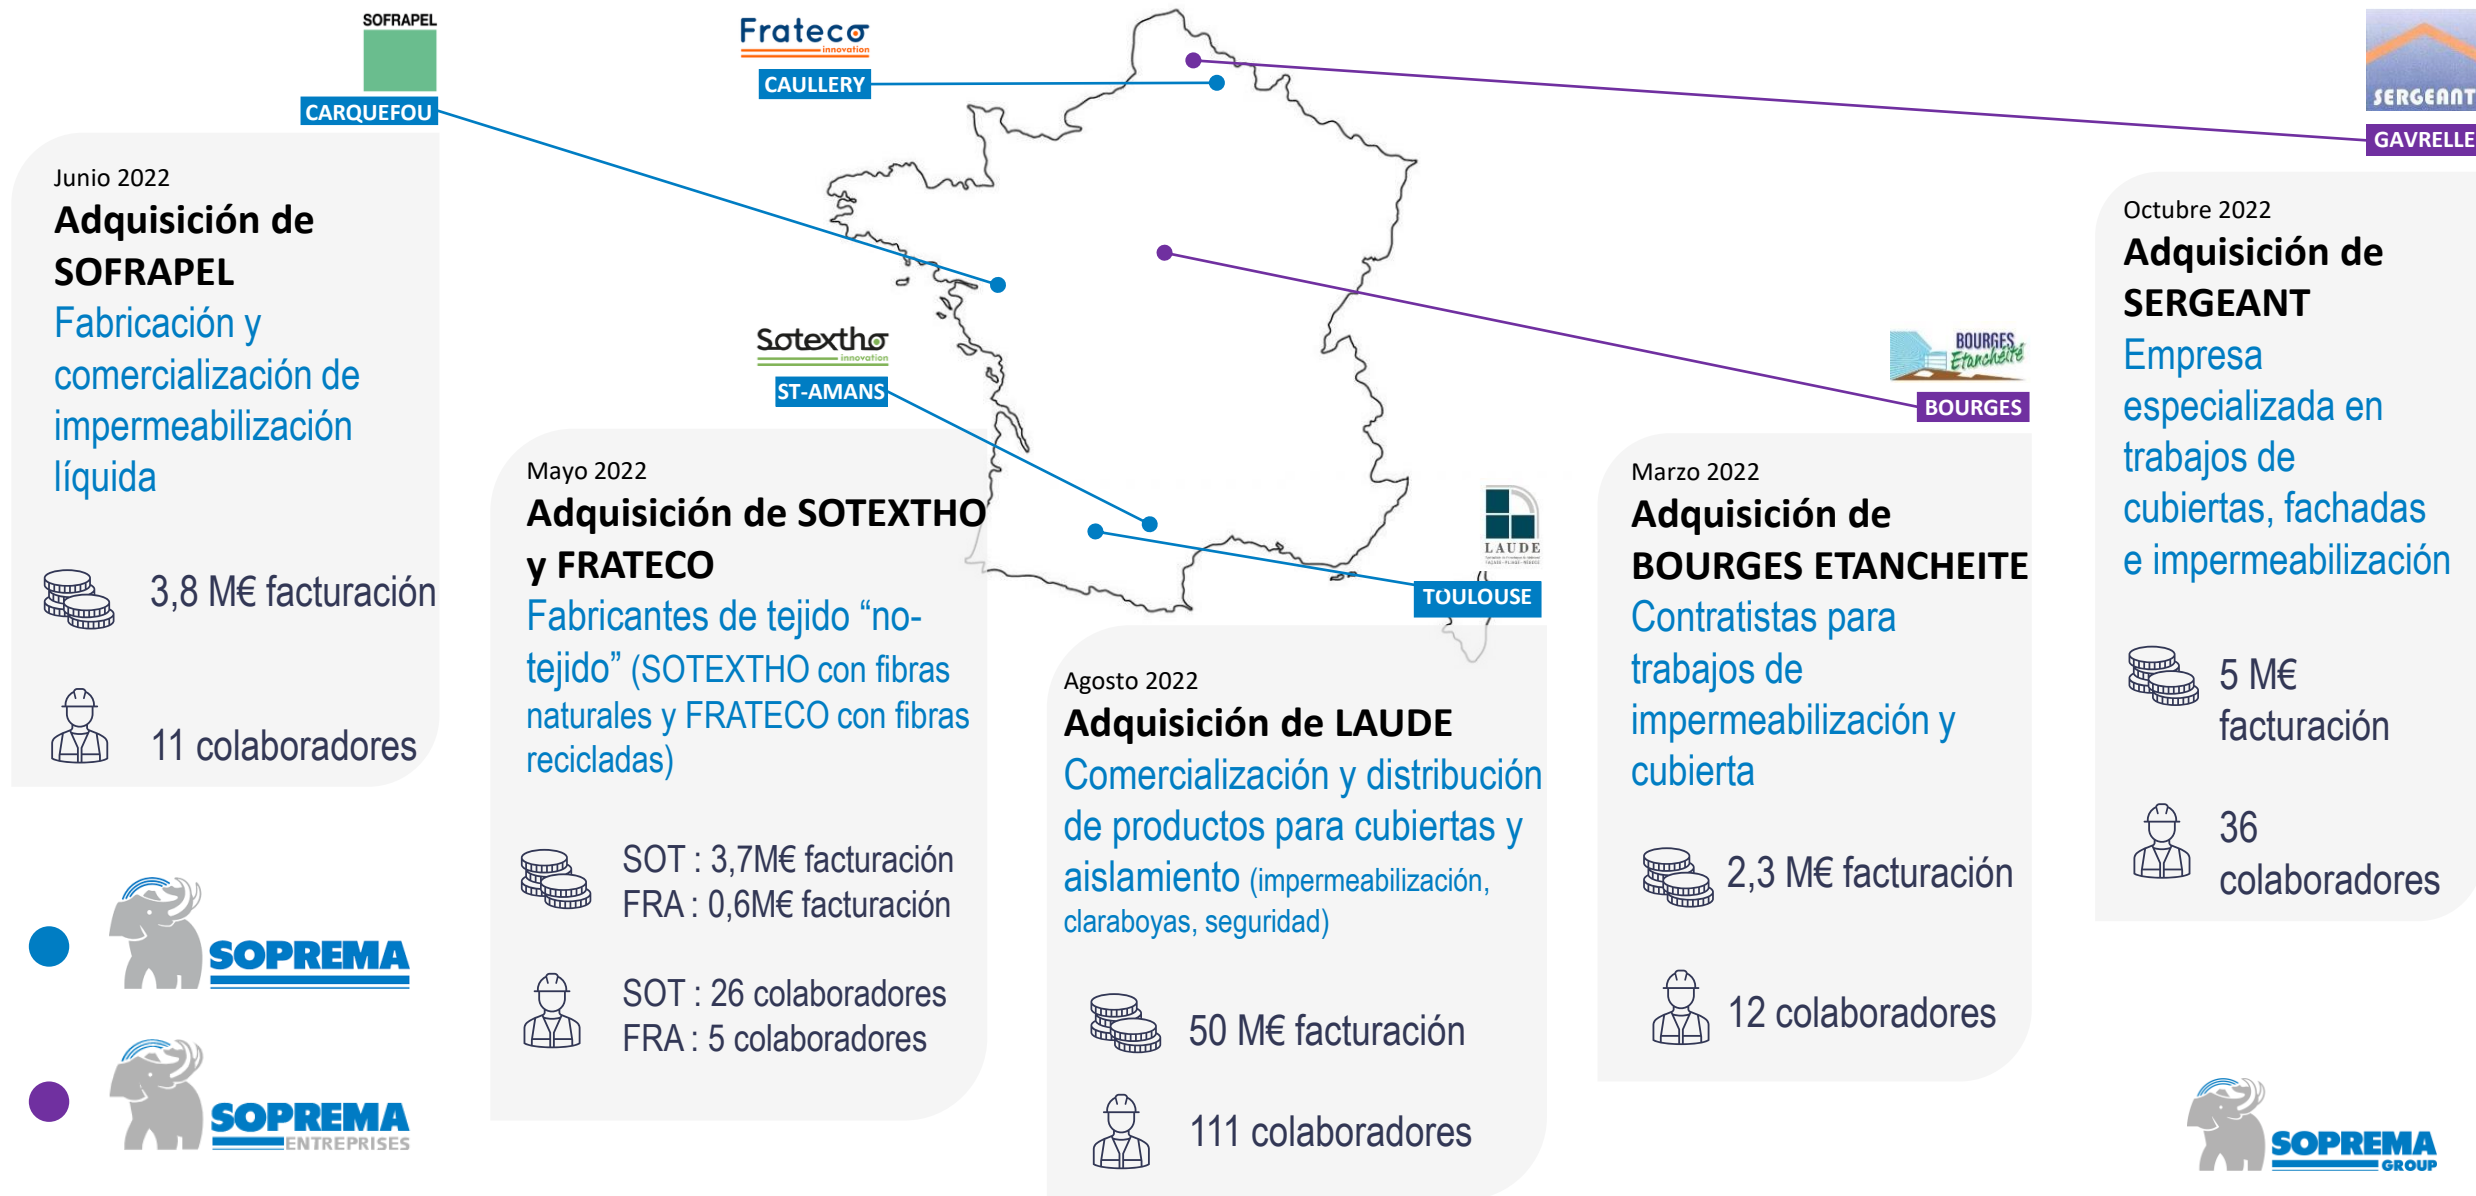 SOFRAPEL
CARQUEFOU
Junio 2022
Adquisición de
SOFRAPEL
Fabricación y
comercialización de
impermeabilización
líquida
3,8 M€ facturación
11 colaboradores
Frateco
innovation
CAULLERY
Sotextho
innovation
ST-AMANS
Mayo 2022
Adquisición de SOTEXTHO
y FRATECO
Fabricantes de tejido “no-
tejido” (SOTEXTHO con fibras
naturales y FRATECO con fibras
recicladas)
SOT : 3,7M€ facturación
FRA : 0,6M€ facturación
SOT : 26 colaboradores
FRA : 5 colaboradores
LAUDE
TOULOUSE
Agosto 2022
Adquisición de LAUDE
Comercialización y distribución
de productos para cubiertas y
aislamiento (impermeabilización,
claraboyas, seguridad)
50 M€ facturación
111 colaboradores
BOURGES
Etanchéité
BOURGES
Marzo 2022
Adquisición de
BOURGES ETANCHEITE
Contratistas para
trabajos de
impermeabilización y
cubierta
2,3 M€ facturación
12 colaboradores
SERGEANT
GAVRELLE
Octubre 2022
Adquisición de
SERGEANT
Empresa
especializada en
trabajos de
cubiertas, fachadas
e impermeabilización
5 M€
facturación
36
colaboradores
SOPREMA
SOPREMA
ENTREPRISES
SOPREMA
GROUP